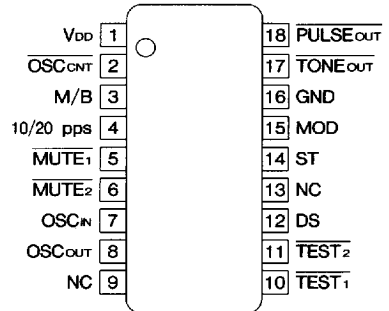 VDD 1
OSCCNT 2
M/B 3
10/20 pps 4
MUTE1 5
MUTE2 6
OSCIN 7
OSCOUT 8
NC 9
18 PULSEOUT
17 TONEOUT
16 GND
15 MOD
14 ST
13 NC
12 DS
11 TEST2
10 TEST1